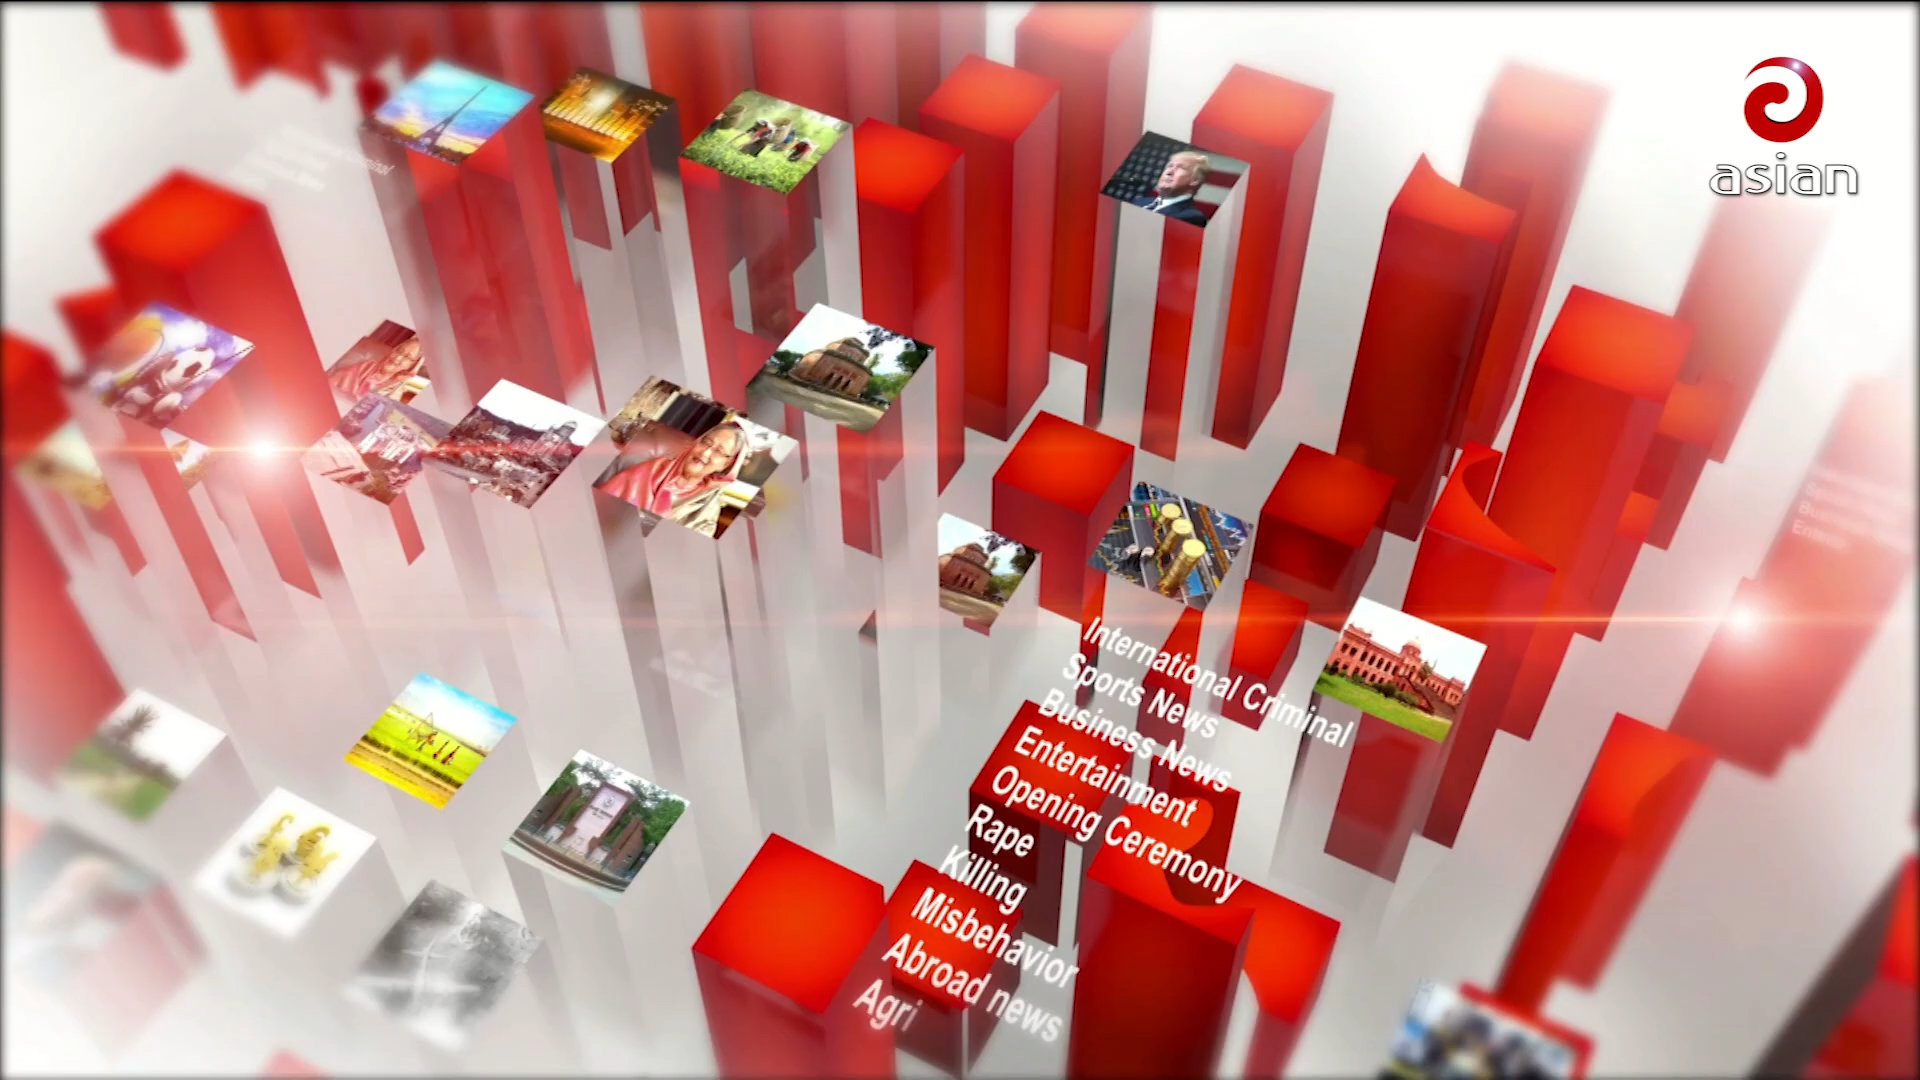 asian
International Criminal
Sports News
Business News
Entertainment
Opening Ceremony
Rape
Killing
Misbehavior
Abroad news
Agri